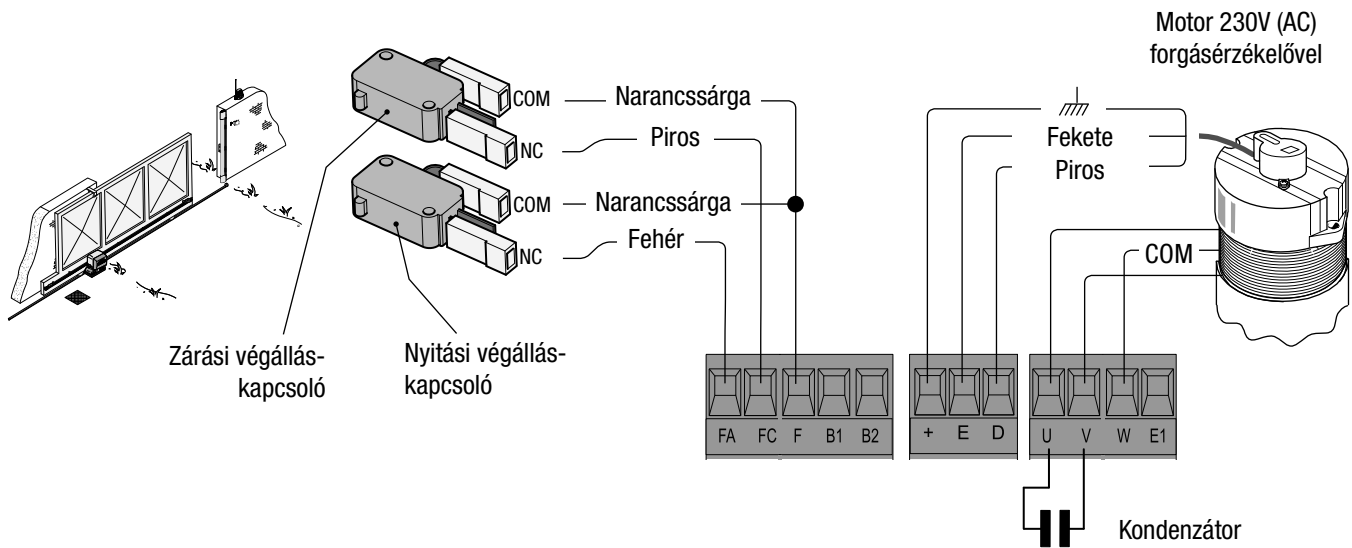 Motor 230V (AC)
forgásérzékelővel
COM
Narancssárga
NC
Piros
COM
Narancssárga
NC
Fehér
Fekete
Piros
COM
Zárási végállás-
kapcsoló
Nyitási végállás-
kapcsoló
FA FC F B1 B2
+ E D
U V W E1
Kondenzátor